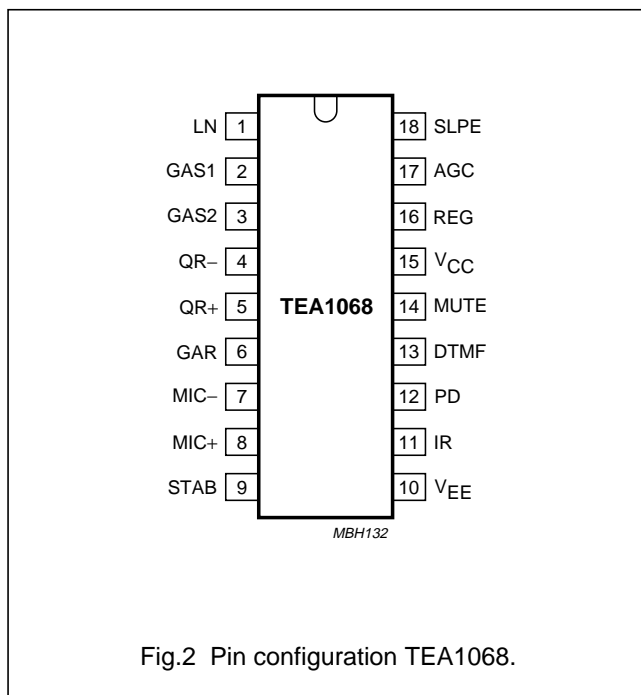 LN 1 18 SLPE
GAS1 2 17 AGC
GAS2 3 16 REG
QR− 4 15 VCC
QR+ 5 TEA1068 14 MUTE
GAR 6 13 DTMF
MIC− 7 12 PD
MIC+ 8 11 IR
STAB 9 10 VEE
MBH132
Fig.2 Pin configuration TEA1068.